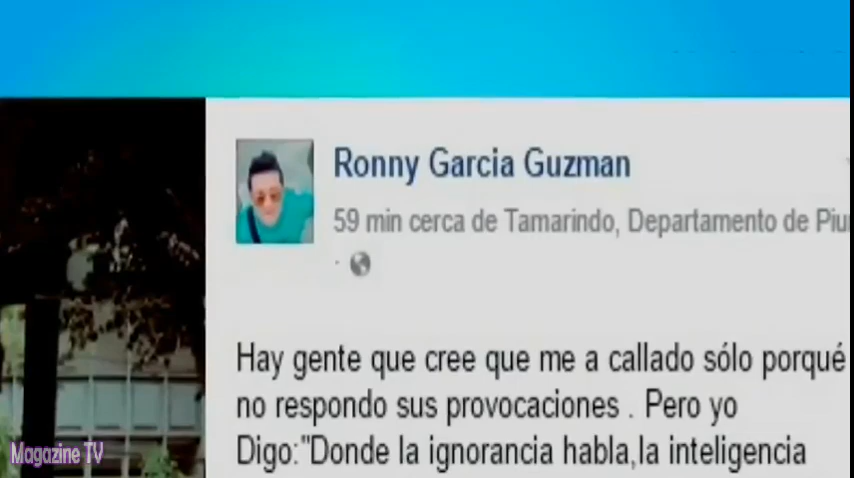 Ronny Garcia Guzman
59 min cerca de Tamarindo, Departamento de
Hay gente que cree que me a callado sólo porqué
no respondo sus provocaciones . Pero yo
Digo:"Donde la ignorancia habla,la inteligencia
Magazine TV